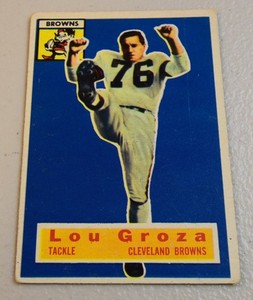 BROWNS
76
Lou Groza
TACKLE CLEVELAND BROWNS